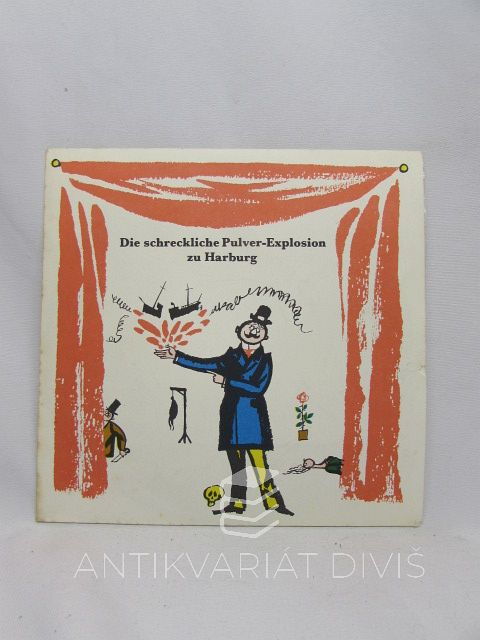 Die schreckliche Pulver-Explosion
zu Harburg
ANTIKVARIÁT DIVIŠ